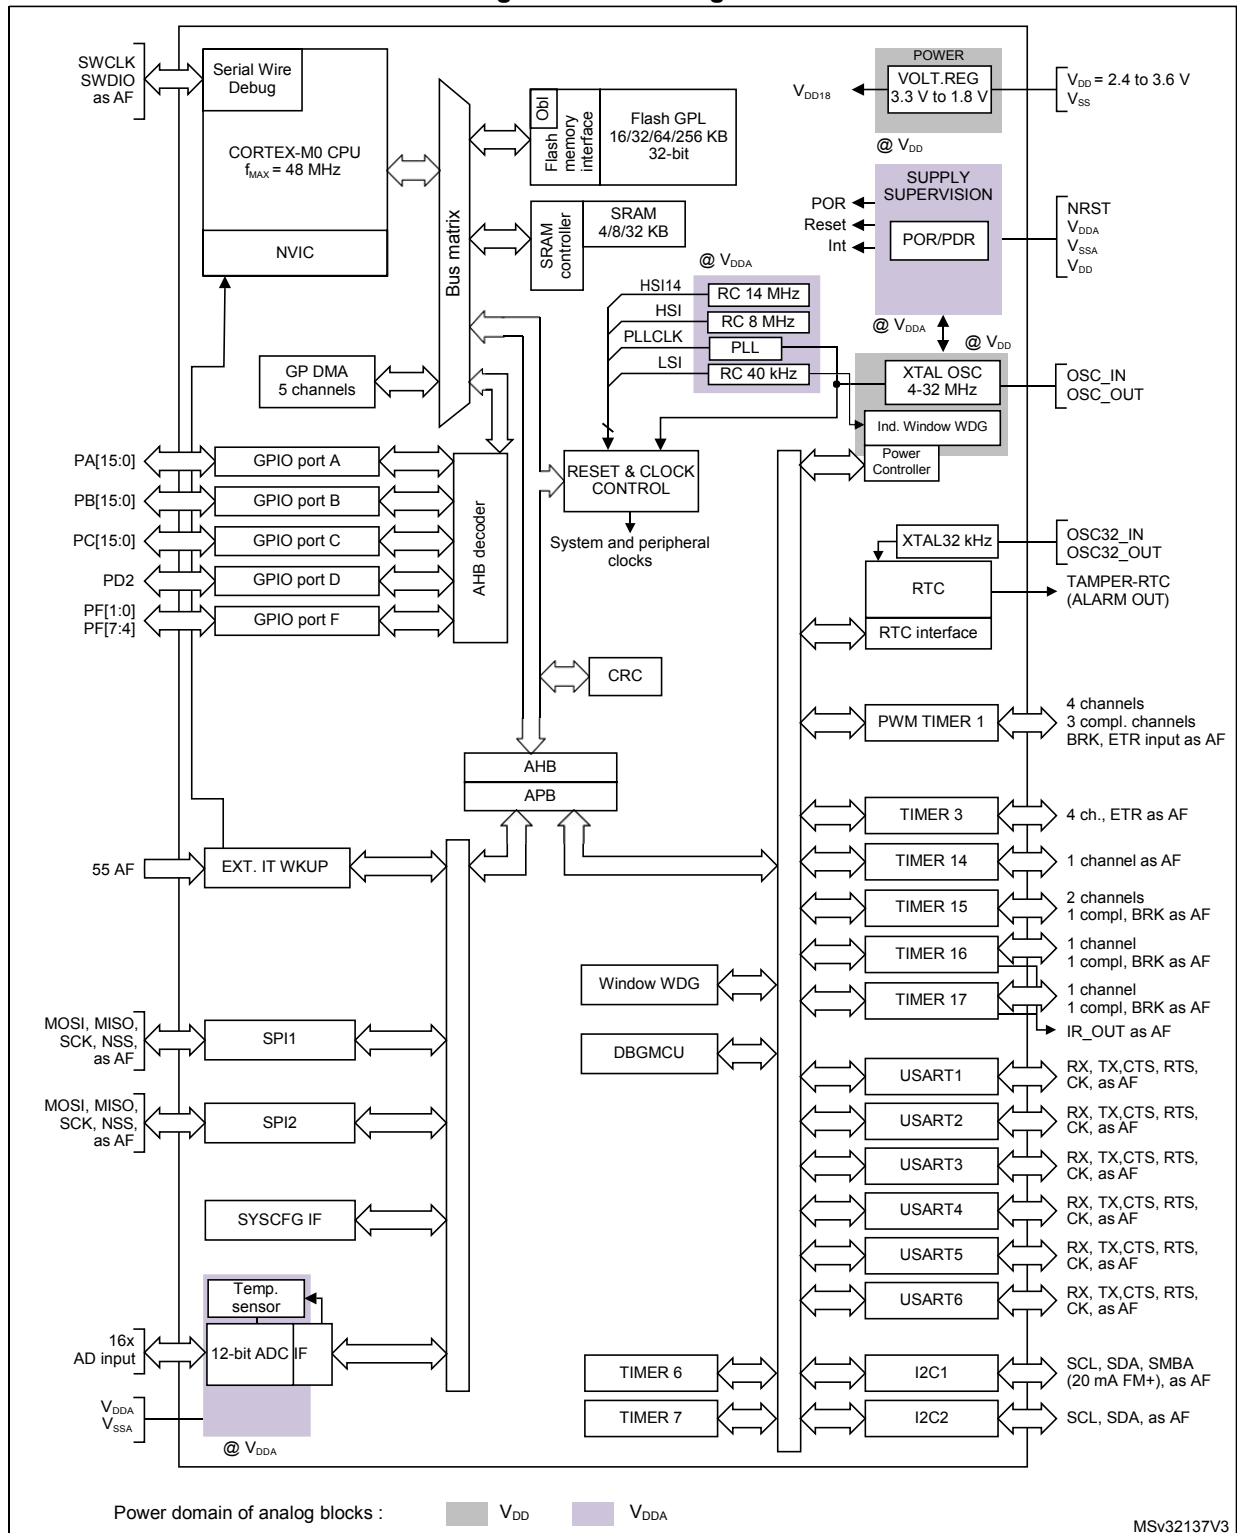 SWCLK
SWDIO
as AF
Serial Wire
Debug
CORTEX-M0 CPU
fMAX = 48 MHz
NVIC
Bus matrix
Obl
Flash
memory
interface
Flash GPL
16/32/64/256 KB
32-bit
SRAM
controller
SRAM
4/8/32 KB
POWER
VOLT.REG
3.3 V to 1.8 V
VDD18
VDD = 2.4 to 3.6 V
VSS
@ VDD
SUPPLY
SUPERVISION
POR
Reset
Int
POR/PDR
NRST
VDDA
VSSA
VDD
@ VDDA
@ VDDA
@ VDD
HSI14
RC 14 MHz
HSI
RC 8 MHz
PLLCLK
PLL
LSI
RC 40 kHz
XTAL OSC
4-32 MHz
OSC_IN
OSC_OUT
Ind. Window WDG
Power
Controller
GP DMA
5 channels
PA[15:0]
GPIO port A
PB[15:0]
GPIO port B
PC[15:0]
GPIO port C
PD2
GPIO port D
PF[1:0]
PF[7:4]
GPIO port F
AHB decoder
RESET & CLOCK
CONTROL
System and peripheral
clocks
XTAL32 kHz
OSC32_IN
OSC32_OUT
RTC
TAMPER-RTC
(ALARM OUT)
RTC interface
CRC
PWM TIMER 1
4 channels
3 compl. channels
BRK, ETR input as AF
AHB
APB
TIMER 3
4 ch., ETR as AF
55 AF
EXT. IT WKUP
TIMER 14
1 channel as AF
TIMER 15
2 channels
1 compl, BRK as AF
TIMER 16
1 channel
1 compl, BRK as AF
Window WDG
TIMER 17
1 channel
1 compl, BRK as AF
IR_OUT as AF
MOSI, MISO,
SCK, NSS,
as AF
SPI1
DBGMCU
USART1
RX, TX,CTS, RTS,
CK, as AF
MOSI, MISO,
SCK, NSS,
as AF
SPI2
USART2
RX, TX,CTS, RTS,
CK, as AF
USART3
RX, TX,CTS, RTS,
CK, as AF
SYSCFG IF
USART4
RX, TX,CTS, RTS,
CK, as AF
USART5
RX, TX,CTS, RTS,
CK, as AF
USART6
RX, TX,CTS, RTS,
CK, as AF
Temp.
sensor
16x
AD input
12-bit ADC
IF
VDDA
VSSA
@ VDDA
TIMER 6
I2C1
SCL, SDA, SMBA
(20 mA FM+), as AF
TIMER 7
I2C2
SCL, SDA, as AF
Power domain of analog blocks :
VDD
VDDA
MSv32137V3